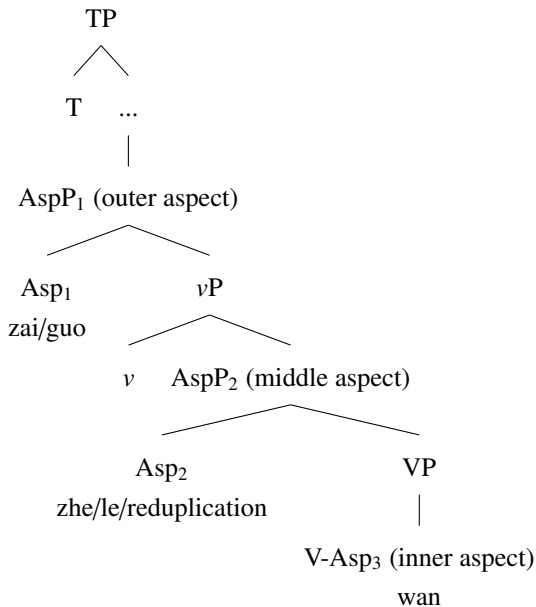 TP
T ...
AspP₁ (outer aspect)
Asp₁ vP
zai/guo
v AspP₂ (middle aspect)
Asp₂ VP
zhe/le/reduplication
V-Asp₃ (inner aspect)
wan